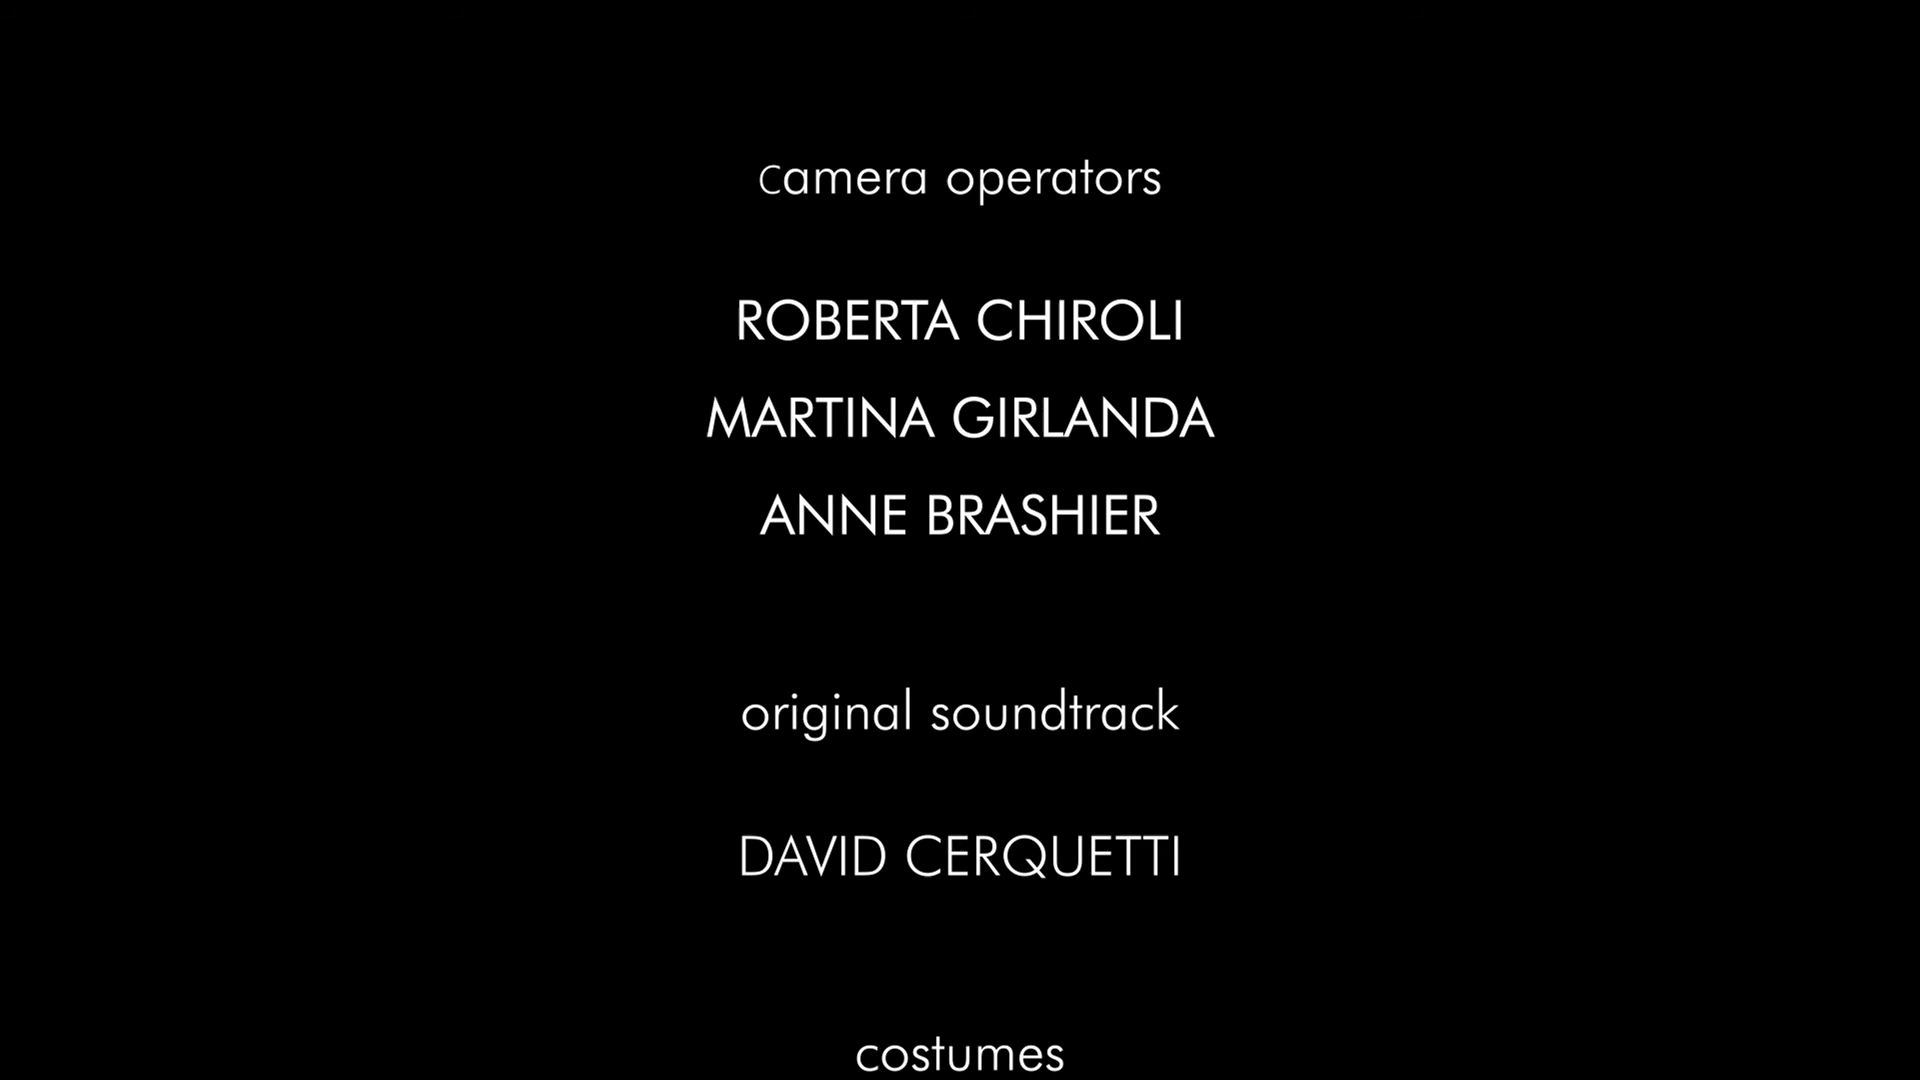 camera operators
ROBERTA CHIROLI
MARTINA GIRLANDA
ANNE BRASHIER
original soundtrack
DAVID CERQUETTI
costumes